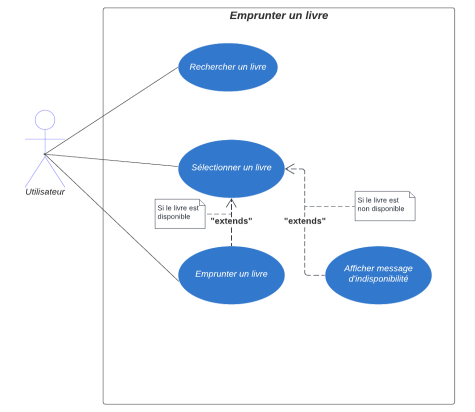 Emprunter un livre
Rechercher un livre
Sélectionner un livre
Utilisateur
Si le livre est
disponible
Si le livre est
non disponible
"extends"
"extends"
Emprunter un livre
Afficher message
d'indisponibilité